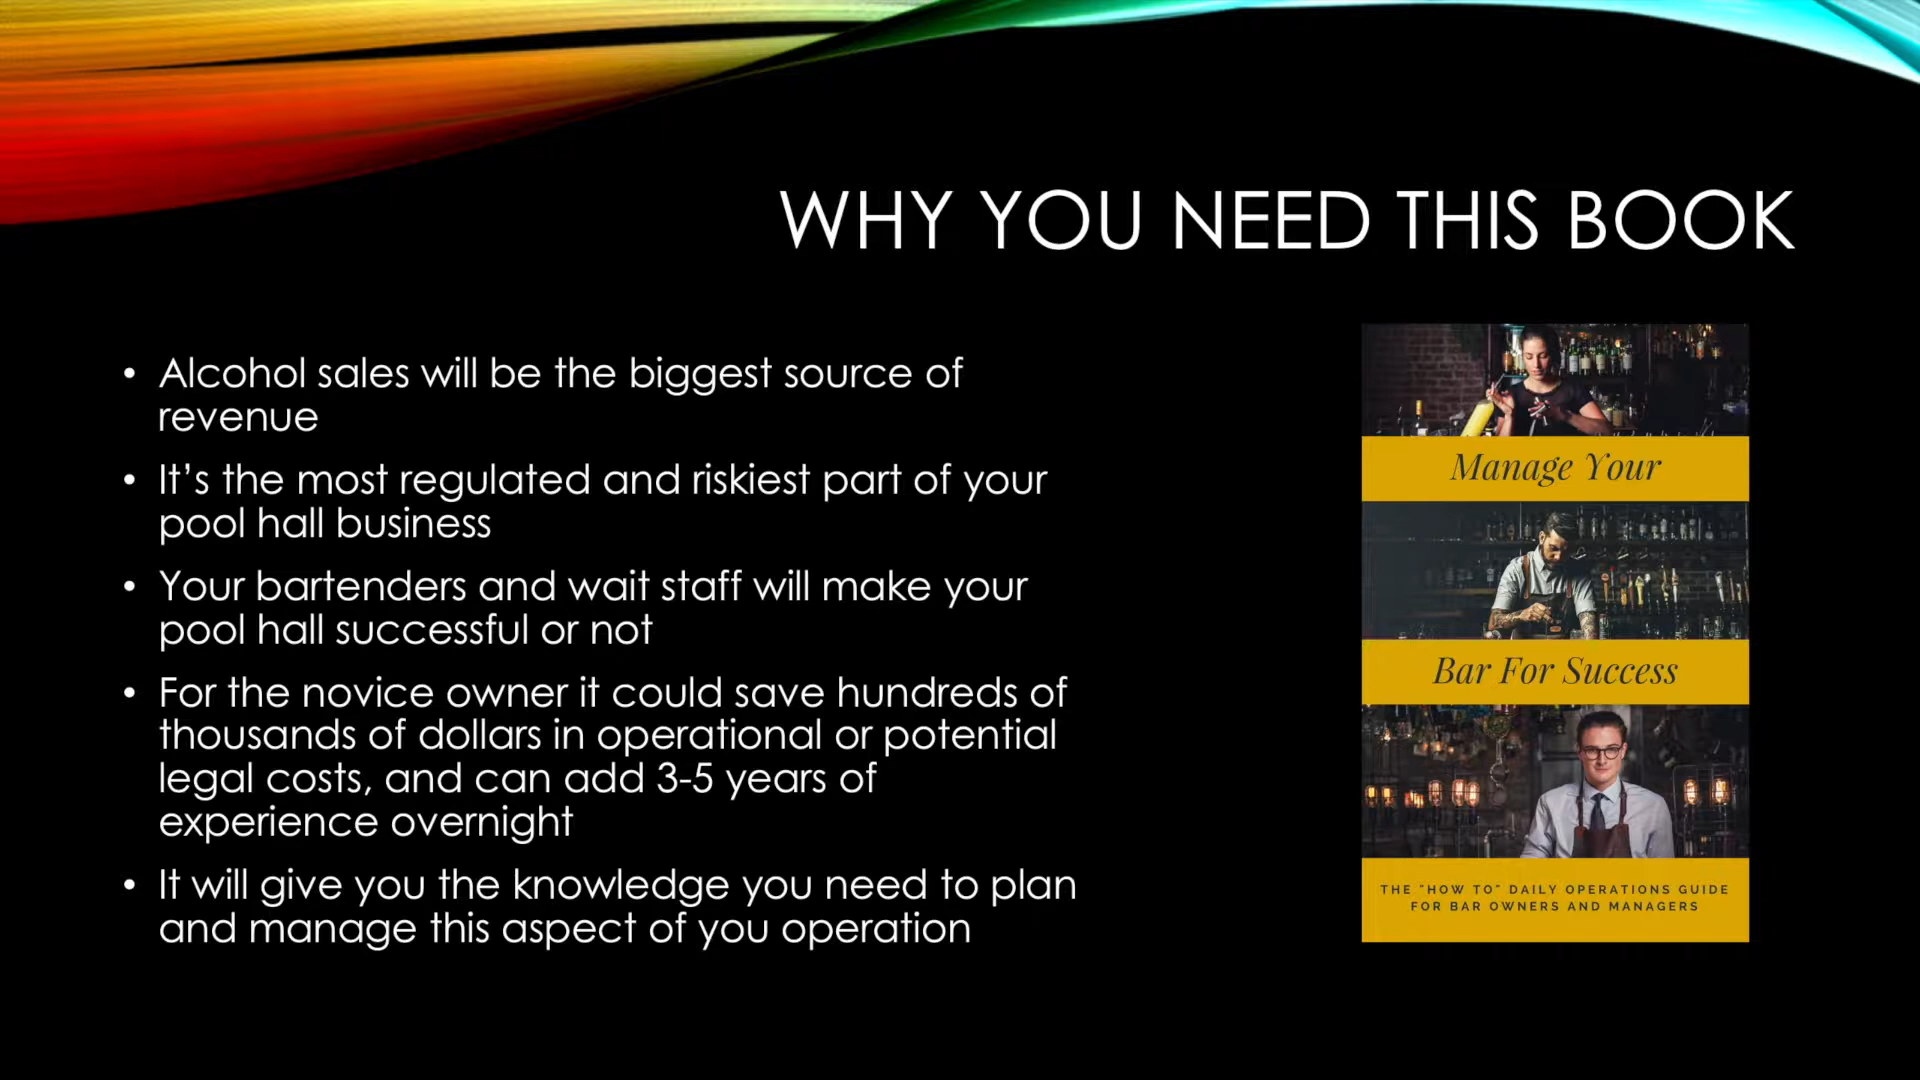 WHY YOU NEED THIS BOOK
• Alcohol sales will be the biggest source of
revenue
• It’s the most regulated and riskiest part of your
pool hall business
• Your bartenders and wait staff will make your
pool hall successful or not
• For the novice owner it could save hundreds of
thousands of dollars in operational or potential
legal costs, and can add 3-5 years of
experience overnight
• It will give you the knowledge you need to plan
and manage this aspect of you operation
Manage Your
Bar For Success
THE "HOW TO" DAILY OPERATIONS GUIDE
FOR BAR OWNERS AND MANAGERS